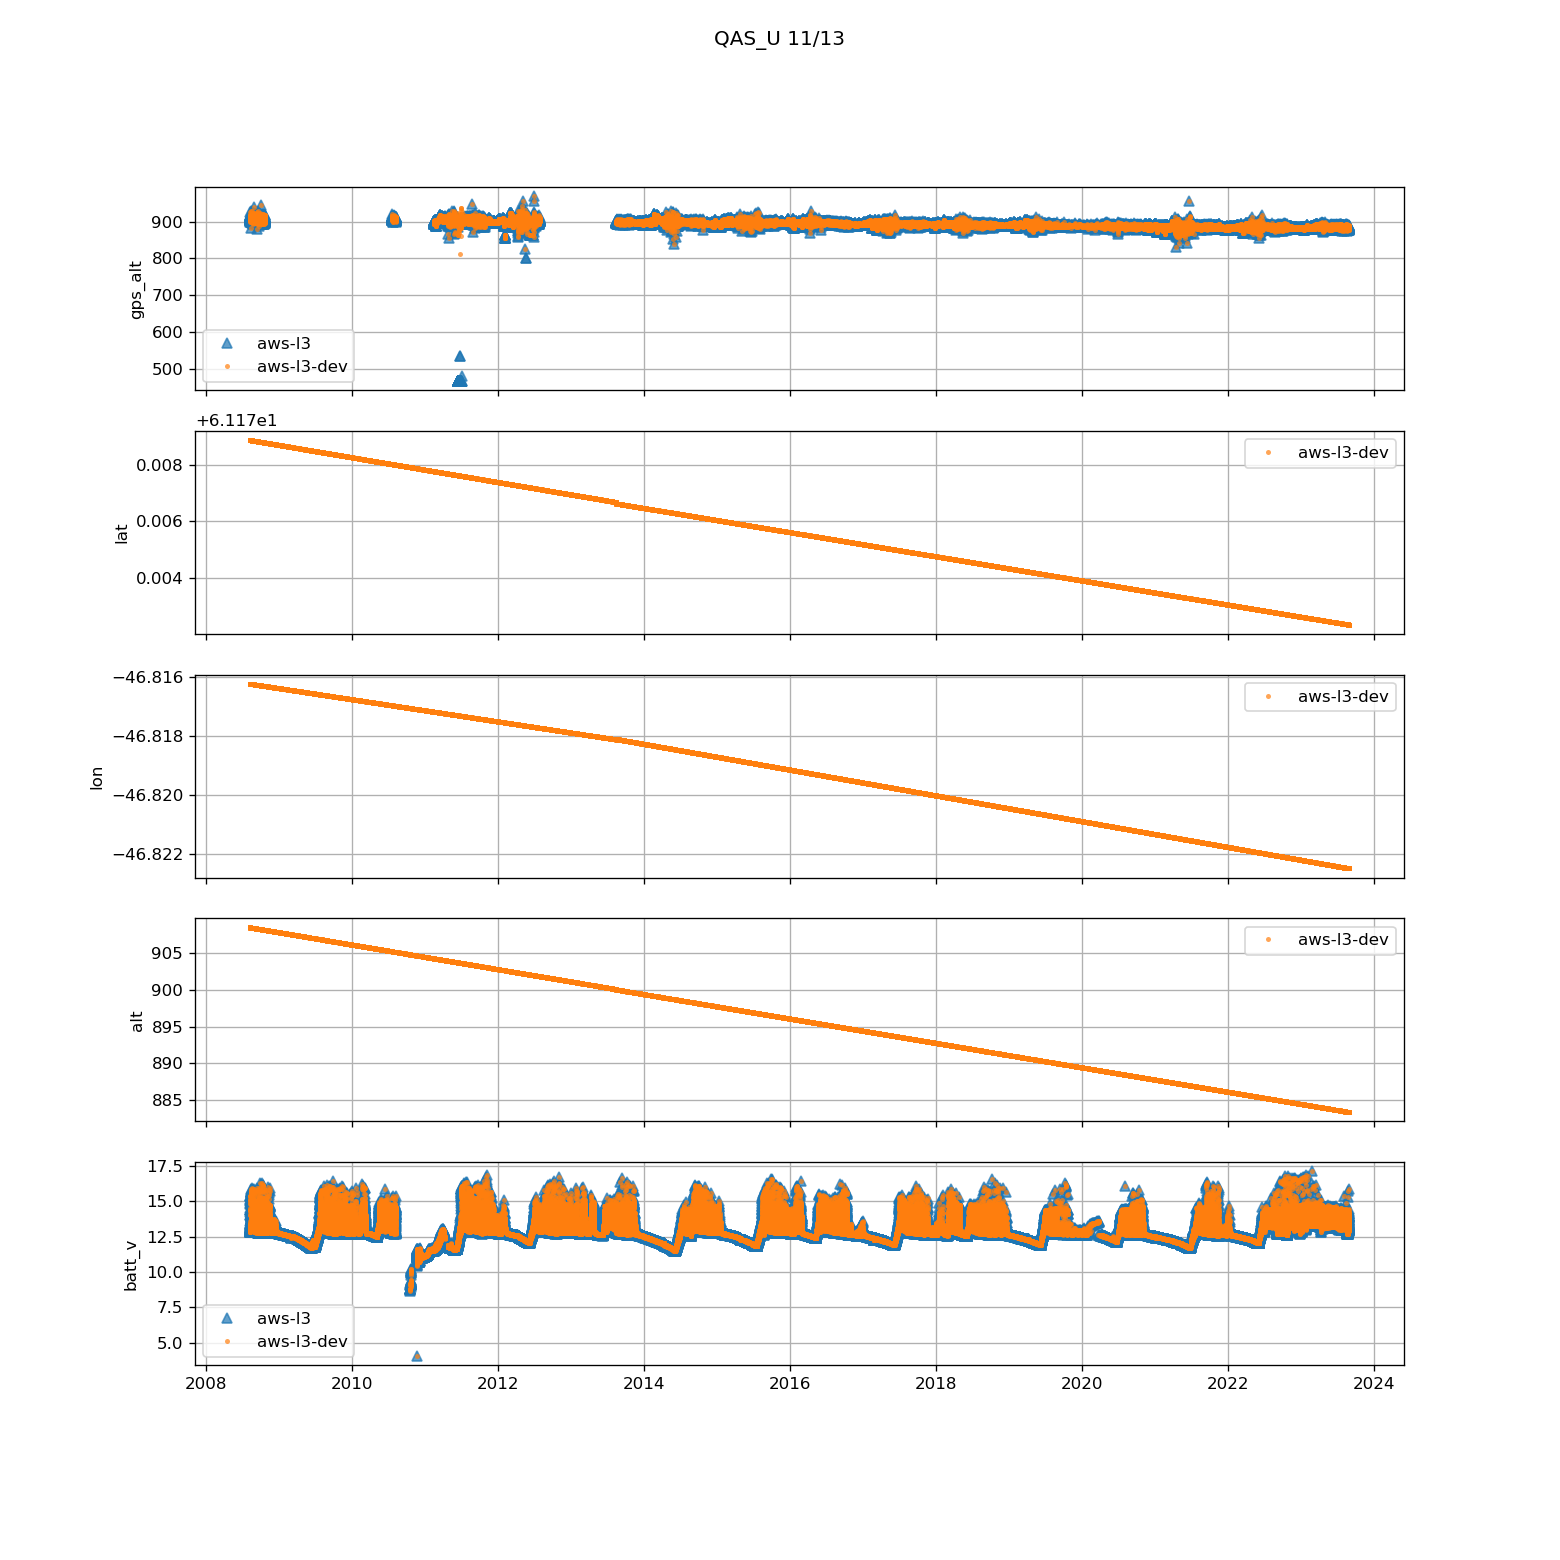 QAS_U 11/13
900
800
700
600
500
gps_alt
aws-l3
aws-l3-dev
+6.117e1
0.008
0.006
0.004
lat
aws-l3-dev
−46.816
−46.818
−46.820
−46.822
lon
aws-l3-dev
905
900
895
890
885
alt
aws-l3-dev
17.5
15.0
12.5
10.0
7.5
5.0
batt_v
aws-l3
aws-l3-dev
2008 2010 2012 2014 2016 2018 2020 2022 2024